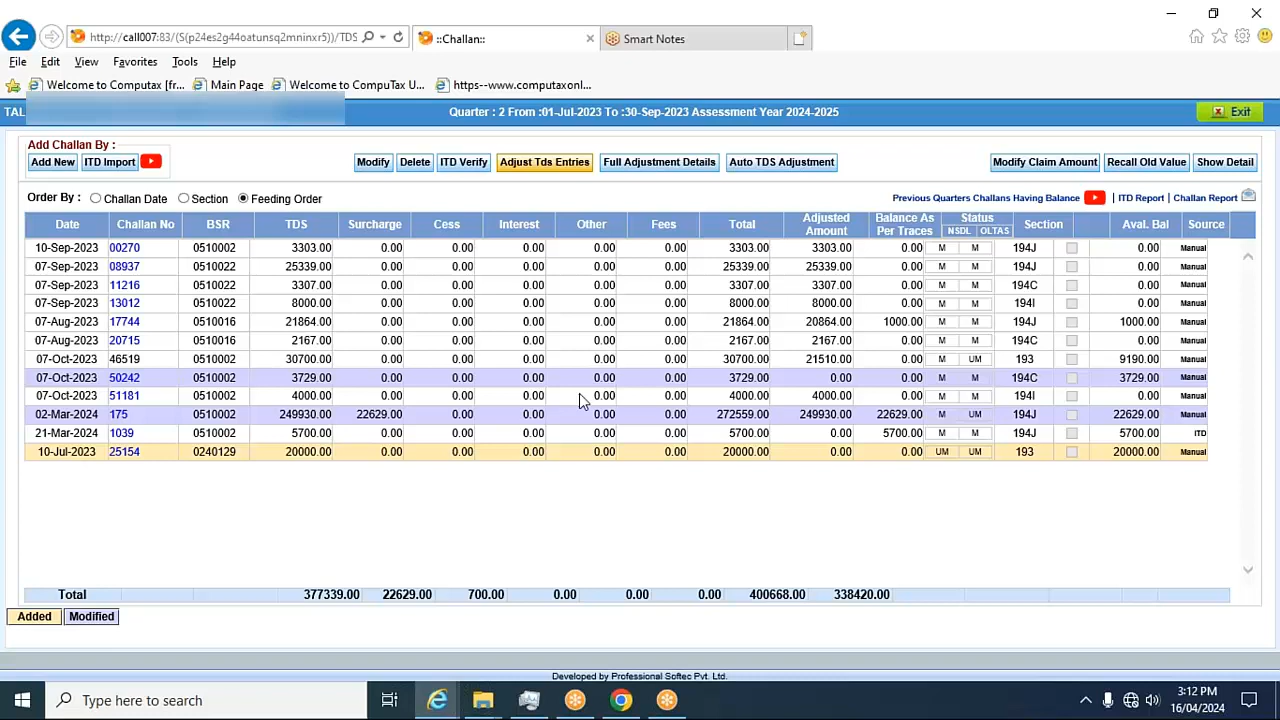 http://call007:83/(S(p24es2g44oatunsq2mninxr5))/TDS
::Challan::
Smart Notes
File Edit View Favorites Tools Help
Welcome to Computax [fr... Main Page Welcome to CompuTax U... https--www.computaxonl...
TAL
Quarter : 2 From :01-Jul-2023 To :30-Sep-2023 Assessment Year 2024-2025
Exit
Add Challan By :
Add New ITD Import Modify Delete ITD Verify Adjust Tds Entries Full Adjustment Details Auto TDS Adjustment Modify Claim Amount Recall Old Value Show Detail
Order By : Challan Date Section Feeding Order Previous Quarters Challans Having Balance | ITD Report | Challan Report
Date Challan No BSR TDS Surcharge Cess Interest Other Fees Total Adjusted Amount Balance As Per Traces Status NSDL OLTAS Section Aval. Bal Source
10-Sep-2023 00270 0510002 3303.00 0.00 0.00 0.00 0.00 0.00 3303.00 3303.00 0.00 M M 194J 0.00 Manual
07-Sep-2023 08937 0510022 25339.00 0.00 0.00 0.00 0.00 0.00 25339.00 25339.00 0.00 M M 194J 0.00 Manual
07-Sep-2023 11216 0510022 3307.00 0.00 0.00 0.00 0.00 0.00 3307.00 3307.00 0.00 M M 194C 0.00 Manual
07-Sep-2023 13012 0510022 8000.00 0.00 0.00 0.00 0.00 0.00 8000.00 8000.00 0.00 M M 194I 0.00 Manual
07-Aug-2023 17744 0510016 21864.00 0.00 0.00 0.00 0.00 0.00 21864.00 20864.00 1000.00 M M 194J 1000.00 Manual
07-Aug-2023 20715 0510016 2167.00 0.00 0.00 0.00 0.00 0.00 2167.00 2167.00 0.00 M M 194C 0.00 Manual
07-Oct-2023 46519 0510002 30700.00 0.00 0.00 0.00 0.00 0.00 30700.00 21510.00 0.00 M UM 193 9190.00 Manual
07-Oct-2023 50242 0510002 3729.00 0.00 0.00 0.00 0.00 0.00 3729.00 0.00 0.00 M M 194C 3729.00 Manual
07-Oct-2023 51181 0510002 4000.00 0.00 0.00 0.00 0.00 0.00 4000.00 4000.00 0.00 M M 194I 0.00 Manual
02-Mar-2024 175 0510002 249930.00 22629.00 0.00 0.00 0.00 0.00 272559.00 249930.00 22629.00 M UM 194J 22629.00 Manual
21-Mar-2024 1039 0510002 5700.00 0.00 0.00 0.00 0.00 0.00 5700.00 0.00 5700.00 M M 194J 5700.00 ITD
10-Jul-2023 25154 0240129 20000.00 0.00 0.00 0.00 0.00 0.00 20000.00 0.00 0.00 UM UM 193 20000.00 Manual
Total 377339.00 22629.00 700.00 0.00 0.00 0.00 400668.00 338420.00
Added Modified
Developed by Professional Softec Pvt. Ltd.
Type here to search
3:12 PM
16/04/2024